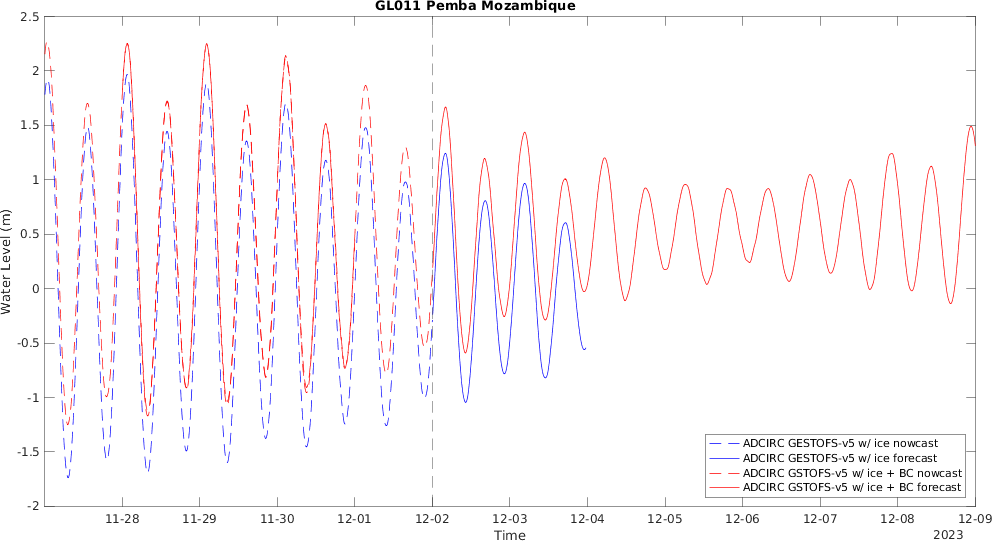 GL011 Pemba Mozambique
2.5
2
1.5
1
0.5
0
-0.5
-1
-1.5
-2
Water Level (m)
11-28 11-29 11-30 12-01 12-02 12-03 12-04 12-05 12-06 12-07 12-08 12-09
Time
2023
ADCIRC GESTOFS-v5 w/ ice nowcast
ADCIRC GESTOFS-v5 w/ ice forecast
ADCIRC GSTOFS-v5 w/ ice + BC nowcast
ADCIRC GSTOFS-v5 w/ ice + BC forecast